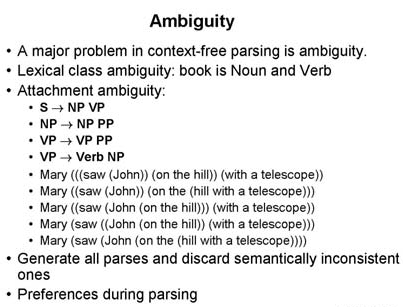 Ambiguity
• A major problem in context-free parsing is ambiguity.
• Lexical class ambiguity: book is Noun and Verb
• Attachment ambiguity:
• S → NP VP
• NP → NP PP
• VP → VP PP
• VP → Verb NP
• Mary (((saw (John)) (on the hill)) (with a telescope))
• Mary ((saw (John)) (on the (hill with a telescope)))
• Mary ((saw (John (on the hill))) (with a telescope))
• Mary (saw ((John (on the hill)) (with a telescope)))
• Mary (saw (John (on the (hill with a telescope))))
• Generate all parses and discard semantically inconsistent
ones
• Preferences during parsing